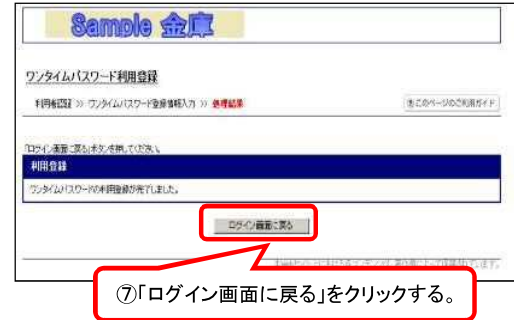 Sample 金庫
ワンタイムパスワード利用登録
利用者認証 >> ワンタイムパスワード登録情報入力 >> 処理結果
このページのご利用ガイド
「ログイン画面に戻る」ボタンを押してください。
利用登録
ワンタイムパスワードの利用登録が完了しました。
ログイン画面に戻る
⑦「ログイン画面に戻る」をクリックする。